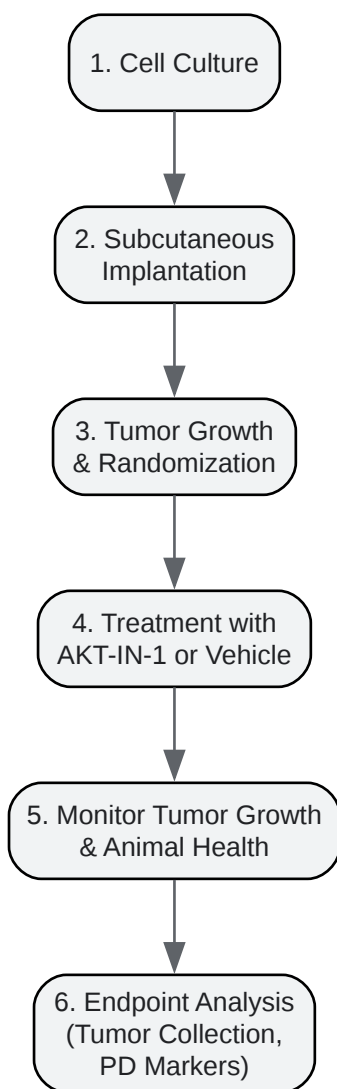 1. Cell Culture
2. Subcutaneous
Implantation
3. Tumor Growth
& Randomization
4. Treatment with
AKT-IN-1 or Vehicle
5. Monitor Tumor Growth
& Animal Health
6. Endpoint Analysis
(Tumor Collection,
PD Markers)